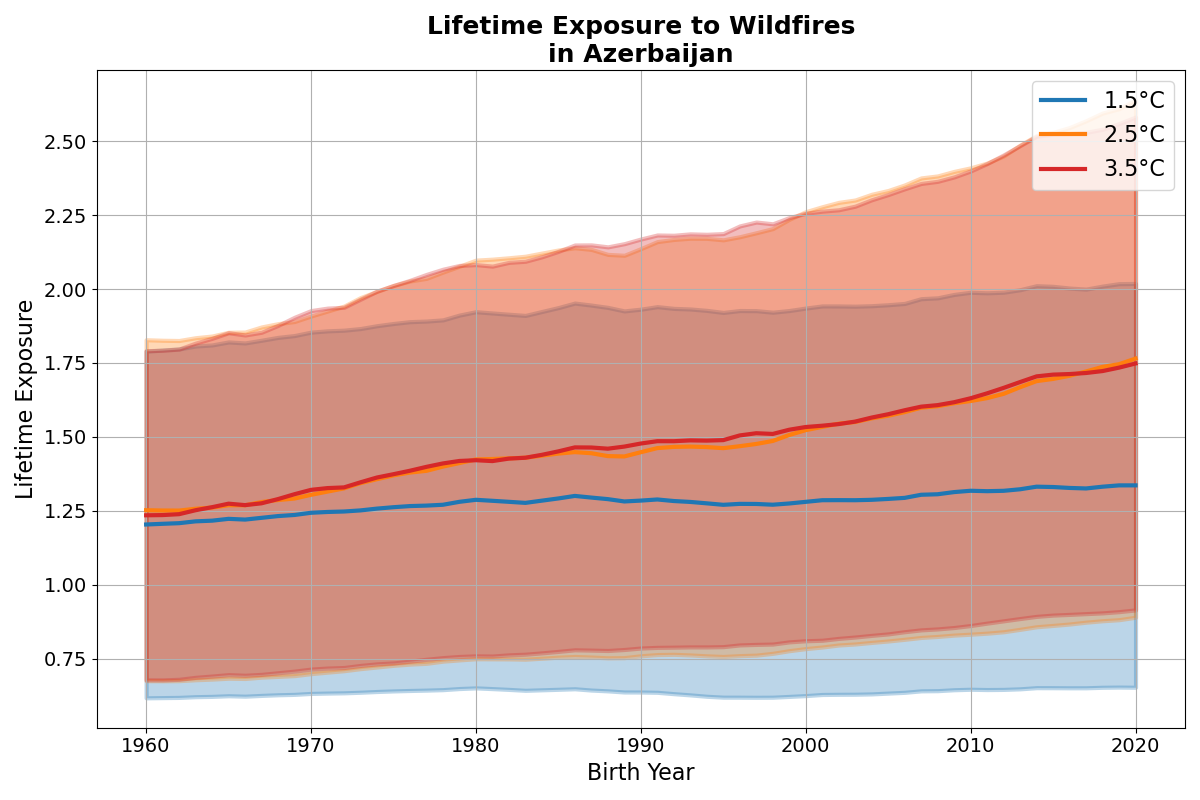 Lifetime Exposure to Wildfires
in Azerbaijan
1.5°C
2.5°C
3.5°C
Lifetime Exposure
2.50
2.25
2.00
1.75
1.50
1.25
1.00
0.75
1960 1970 1980 1990 2000 2010 2020
Birth Year